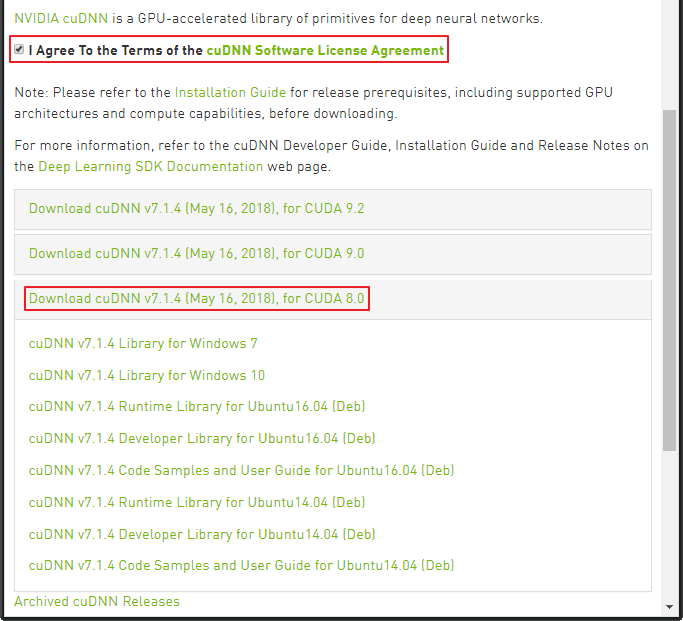 NVIDIA cuDNN is a GPU-accelerated library of primitives for deep neural networks.
I Agree To the Terms of the cuDNN Software License Agreement
Note: Please refer to the Installation Guide for release prerequisites, including supported GPU
architectures and compute capabilities, before downloading.
For more information, refer to the cuDNN Developer Guide, Installation Guide and Release Notes on
the Deep Learning SDK Documentation web page.
Download cuDNN v7.1.4 (May 16, 2018), for CUDA 9.2
Download cuDNN v7.1.4 (May 16, 2018), for CUDA 9.0
Download cuDNN v7.1.4 (May 16, 2018), for CUDA 8.0
cuDNN v7.1.4 Library for Windows 7
cuDNN v7.1.4 Library for Windows 10
cuDNN v7.1.4 Runtime Library for Ubuntu16.04 (Deb)
cuDNN v7.1.4 Developer Library for Ubuntu16.04 (Deb)
cuDNN v7.1.4 Code Samples and User Guide for Ubuntu16.04 (Deb)
cuDNN v7.1.4 Runtime Library for Ubuntu14.04 (Deb)
cuDNN v7.1.4 Developer Library for Ubuntu14.04 (Deb)
cuDNN v7.1.4 Code Samples and User Guide for Ubuntu14.04 (Deb)
Archived cuDNN Releases